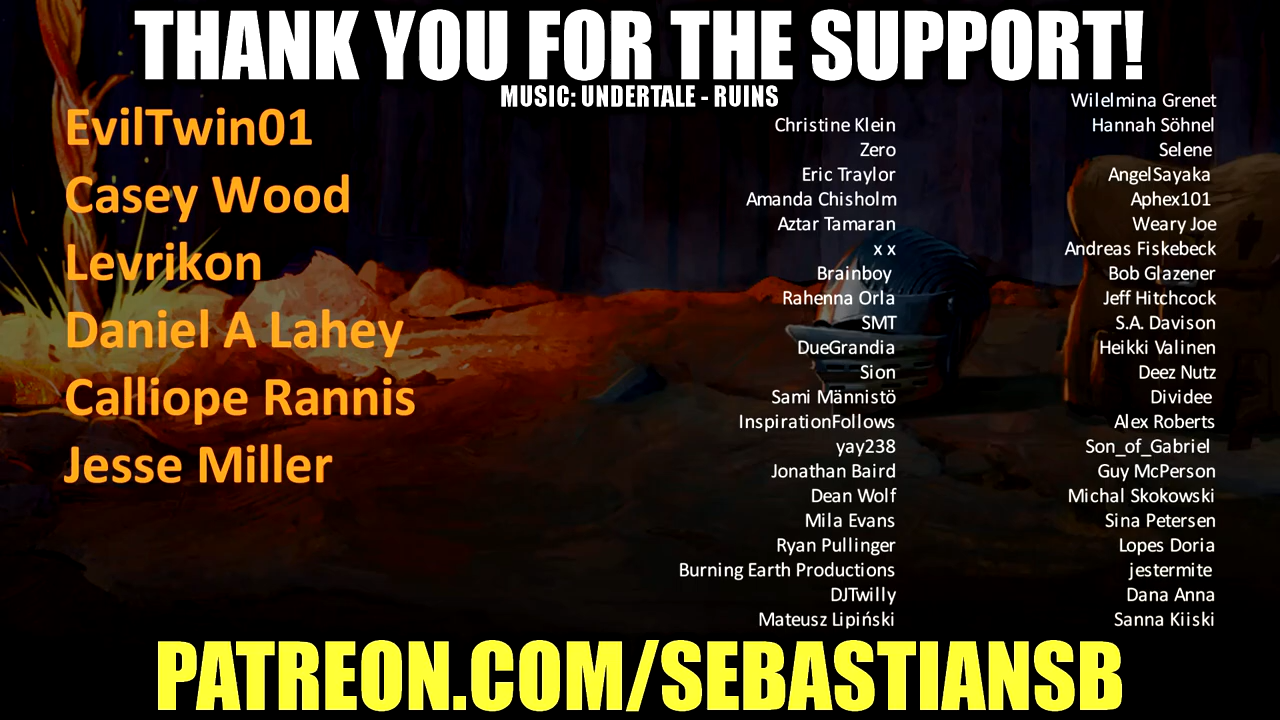 THANK YOU FOR THE SUPPORT!
MUSIC: UNDERTALE - RUINS
EvilTwin01
Casey Wood
Levrikon
Daniel A Lahey
Calliope Rannis
Jesse Miller
Christine Klein
Zero
Eric Traylor
Amanda Chisholm
Aztar Tamaran
x x
Brainboy
Rahenna Orla
SMT
DueGrandia
Sion
Sami Männistö
InspirationFollows
yay238
Jonathan Baird
Dean Wolf
Mila Evans
Ryan Pullinger
Burning Earth Productions
DJTwilly
Mateusz Lipiński
Wilelmina Grenet
Hannah Söhnel
Selene
AngelSayaka
Aphex101
Weary Joe
Andreas Fiskebeck
Bob Glazener
Jeff Hitchcock
S.A. Davison
Heikki Valinen
Deez Nutz
Dividee
Alex Roberts
Son_of_Gabriel
Guy McPerson
Michal Skokowski
Sina Petersen
Lopes Doria
jestermite
Dana Anna
Sanna Kiiski
PATREON.COM/SEBASTIANSB